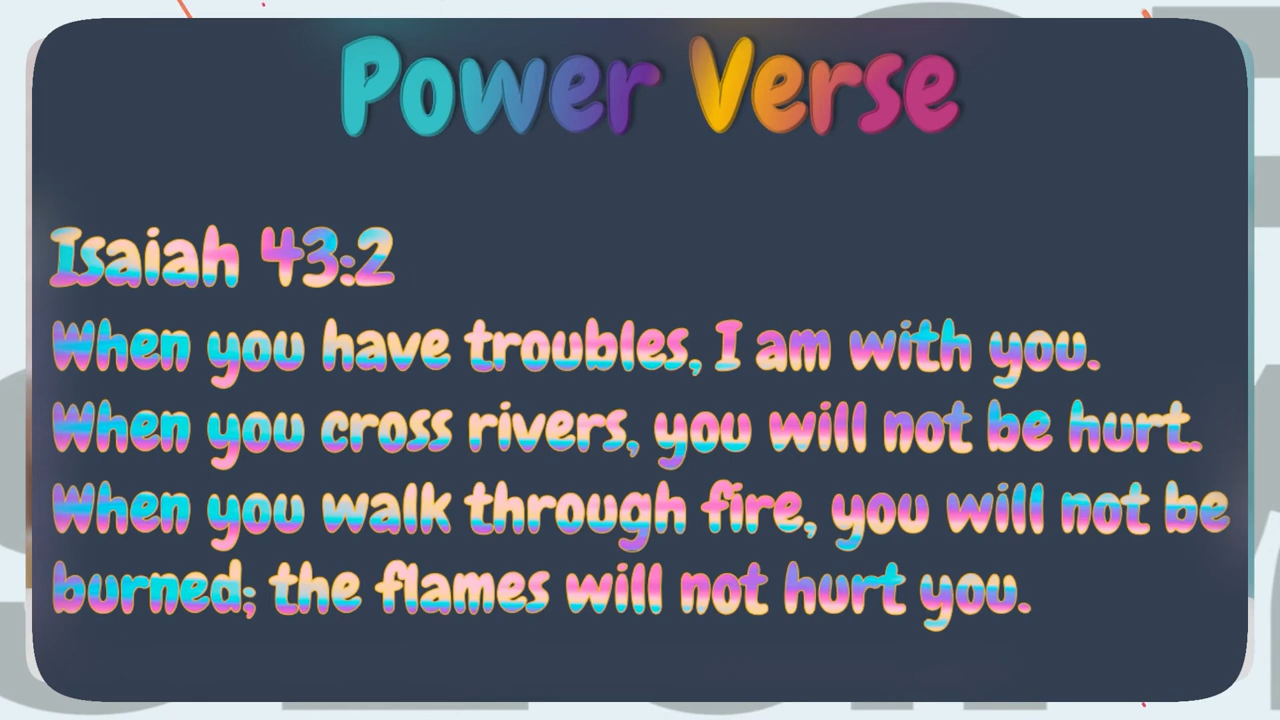 Power Verse
Isaiah 43:2
When you have troubles, I am with you.
When you cross rivers, you will not be hurt.
When you walk through fire, you will not be
burned; the flames will not hurt you.